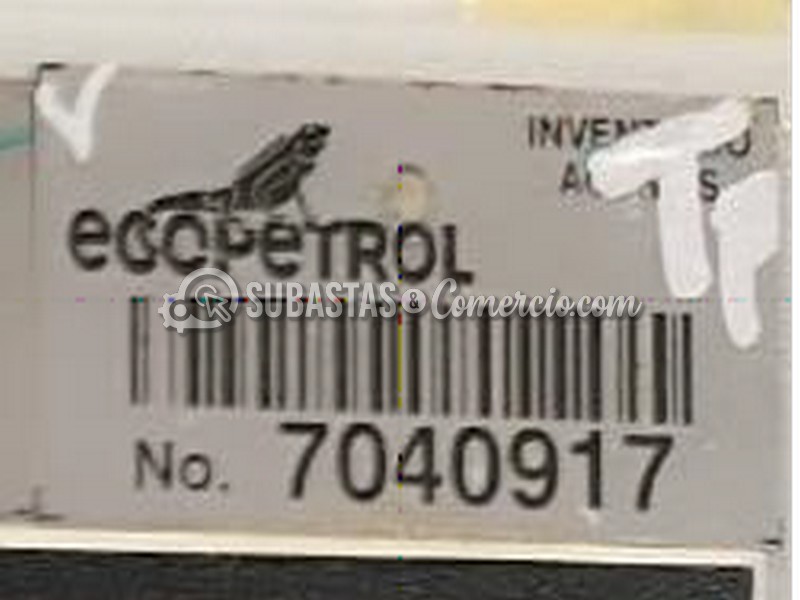 ecopetrol
SUBASTAS & Comercio.com
No. 7040917